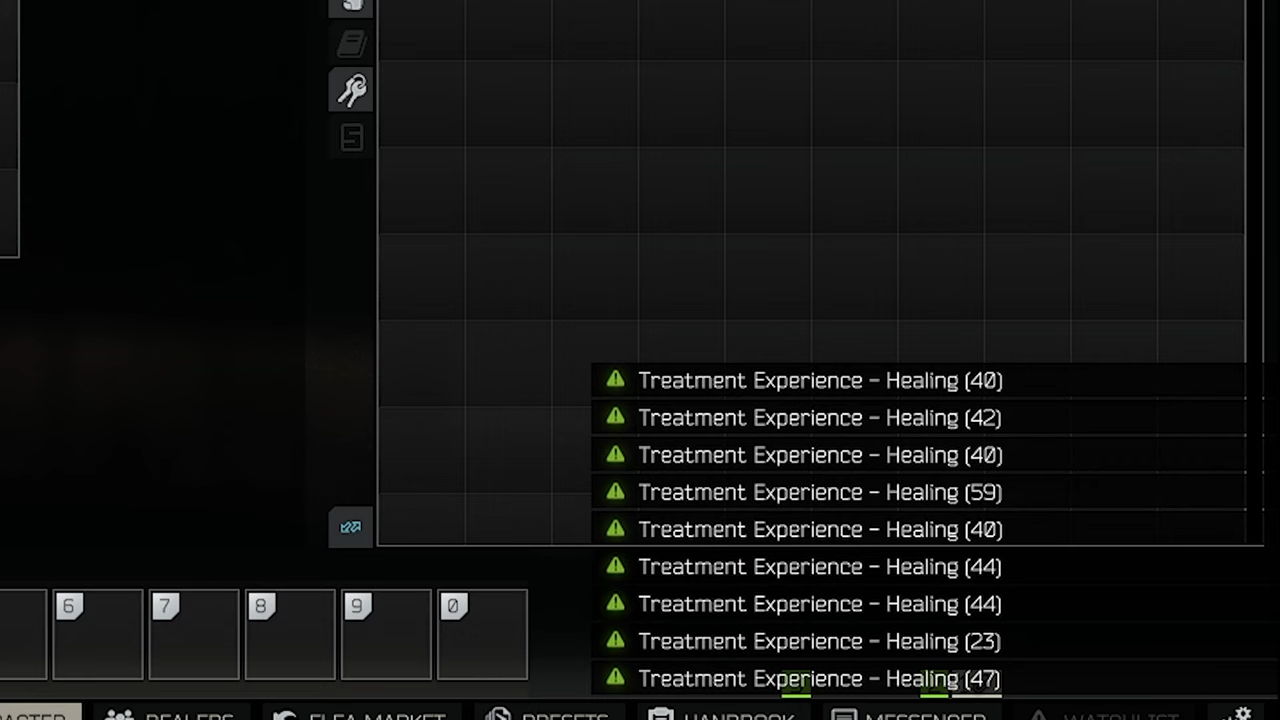 Treatment Experience - Healing (40)
Treatment Experience - Healing (42)
Treatment Experience - Healing (40)
Treatment Experience - Healing (59)
Treatment Experience - Healing (40)
Treatment Experience - Healing (44)
6 7 8 9 0
Treatment Experience - Healing (44)
Treatment Experience - Healing (23)
Treatment Experience - Healing (47)
DEALERS FLEA MARKET PRESETS HANDBOOK MESSENGER WATCHLIST